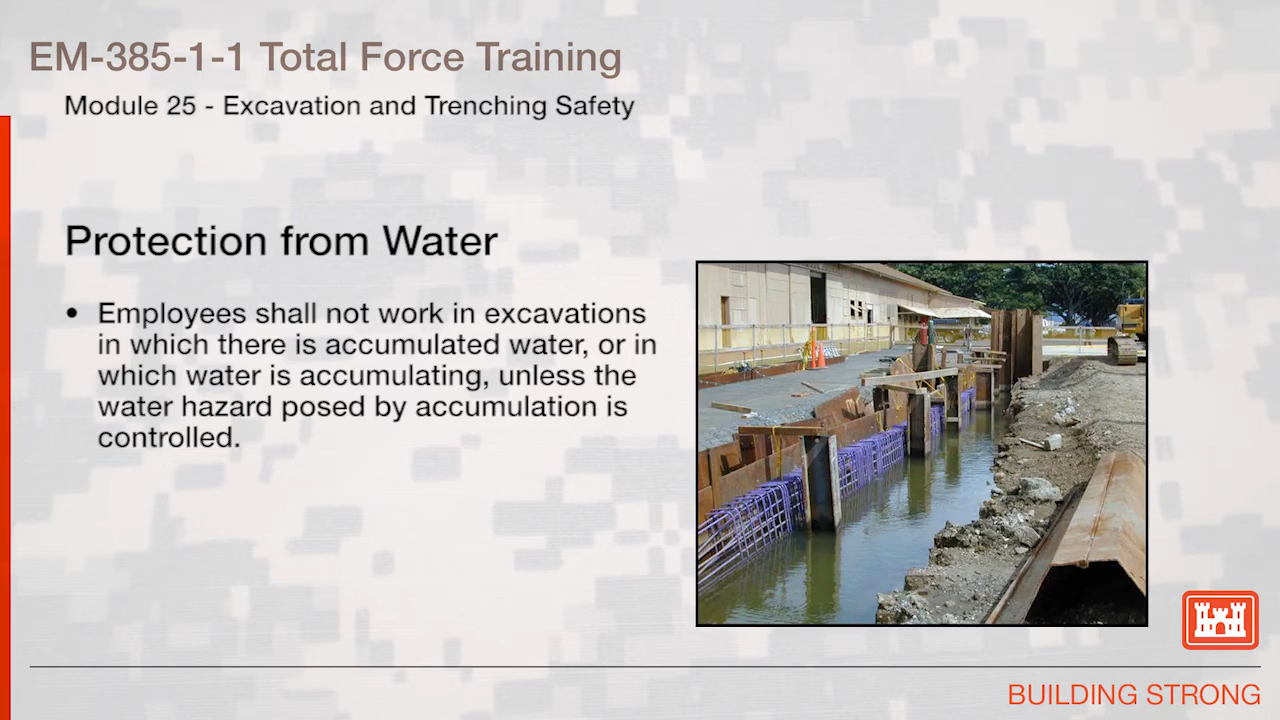 EM-385-1-1 Total Force Training
Module 25 - Excavation and Trenching Safety
Protection from Water
• Employees shall not work in excavations
in which there is accumulated water, or in
which water is accumulating, unless the
water hazard posed by accumulation is
controlled.
BUILDING STRONG